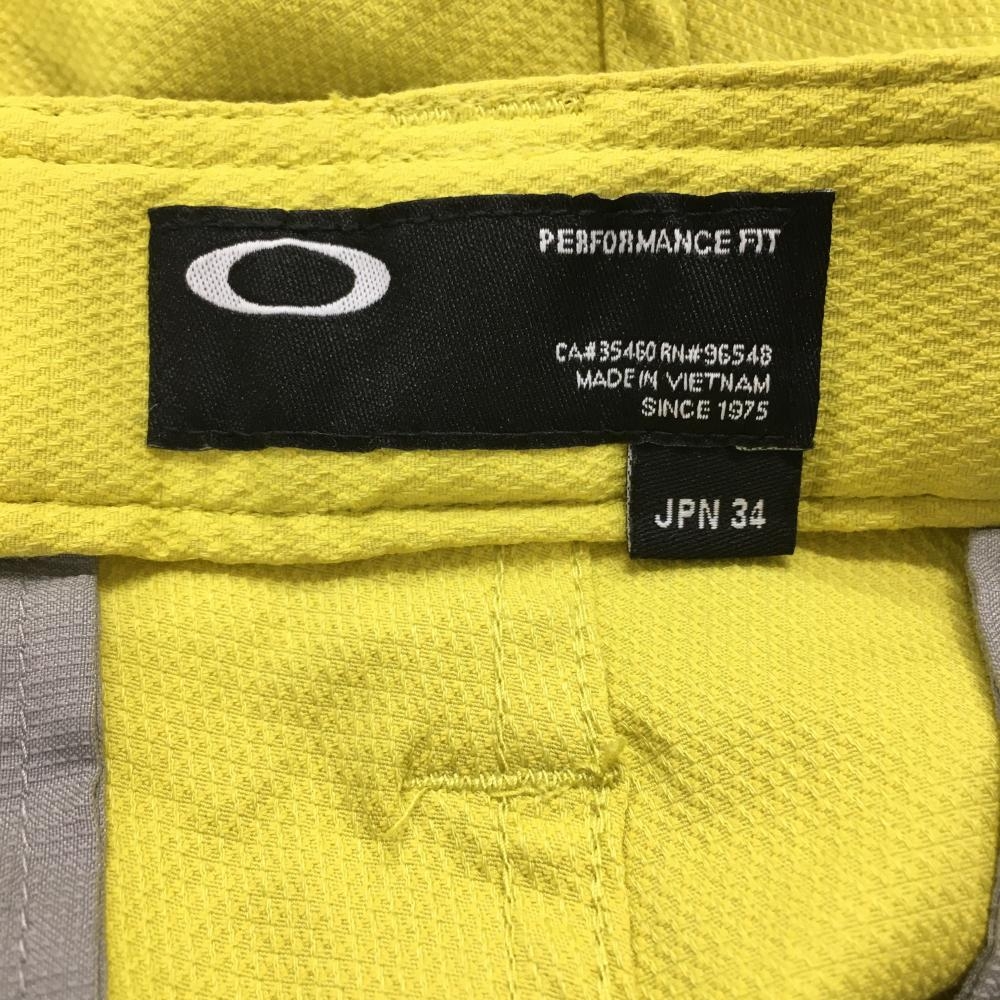 PERFORMANCE FIT
CA#35460 RN#96548
MADE IN VIETNAM
SINCE 1975
JPN 34